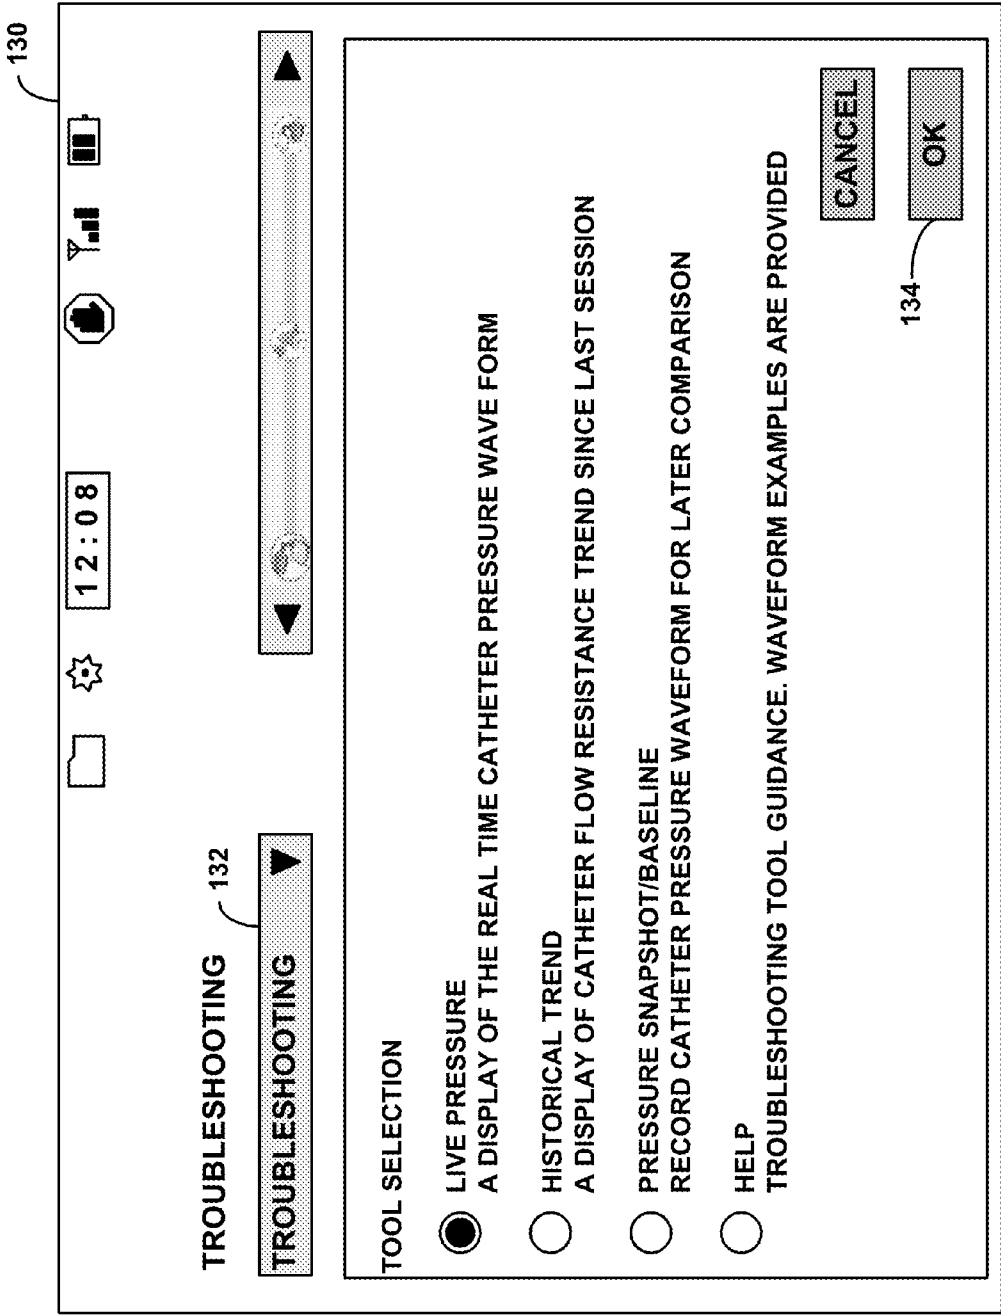 130
12:08
TROUBLESHOOTING
132
TROUBLESHOOTING
TOOL SELECTION
LIVE PRESSURE
A DISPLAY OF THE REAL TIME CATHETER PRESSURE WAVE FORM
HISTORICAL TREND
A DISPLAY OF CATHETER FLOW RESISTANCE TREND SINCE LAST SESSION
PRESSURE SNAPSHOT/BASELINE
RECORD CATHETER PRESSURE WAVEFORM FOR LATER COMPARISON
HELP
TROUBLESHOOTING TOOL GUIDANCE. WAVEFORM EXAMPLES ARE PROVIDED
CANCEL
134
OK